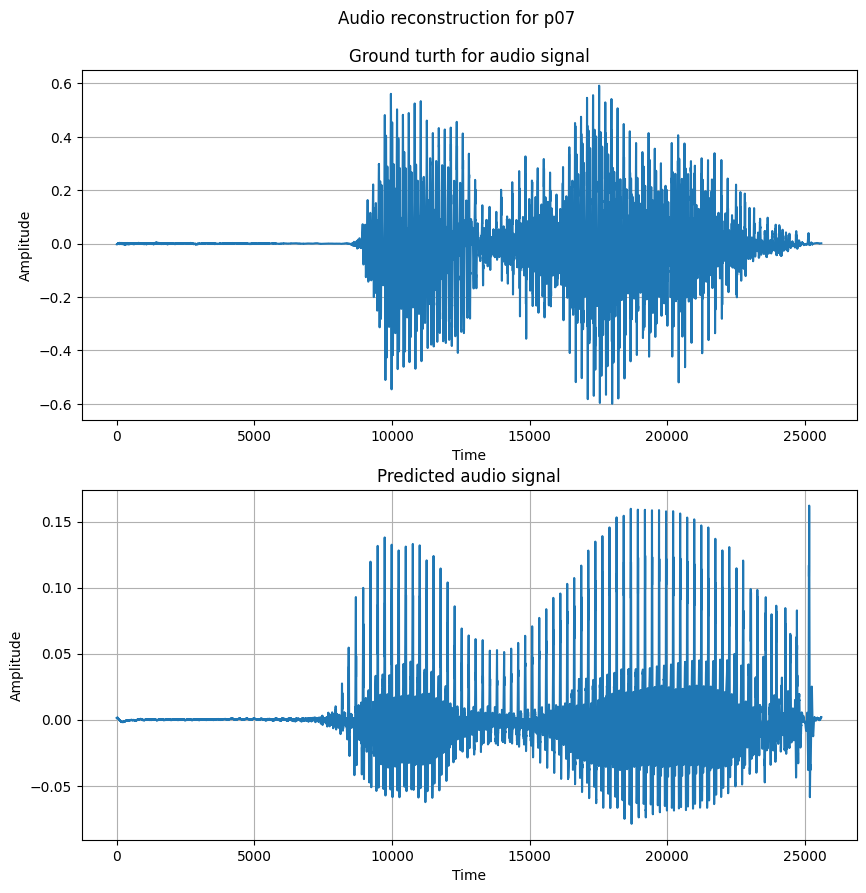 Audio reconstruction for p07
Ground turth for audio signal
0.6
0.4
0.2
0.0
−0.2
−0.4
−0.6
Amplitude
0 5000 10000 15000 20000 25000
Time
Predicted audio signal
0.15
0.10
0.05
0.00
−0.05
Amplitude
0 5000 10000 15000 20000 25000
Time